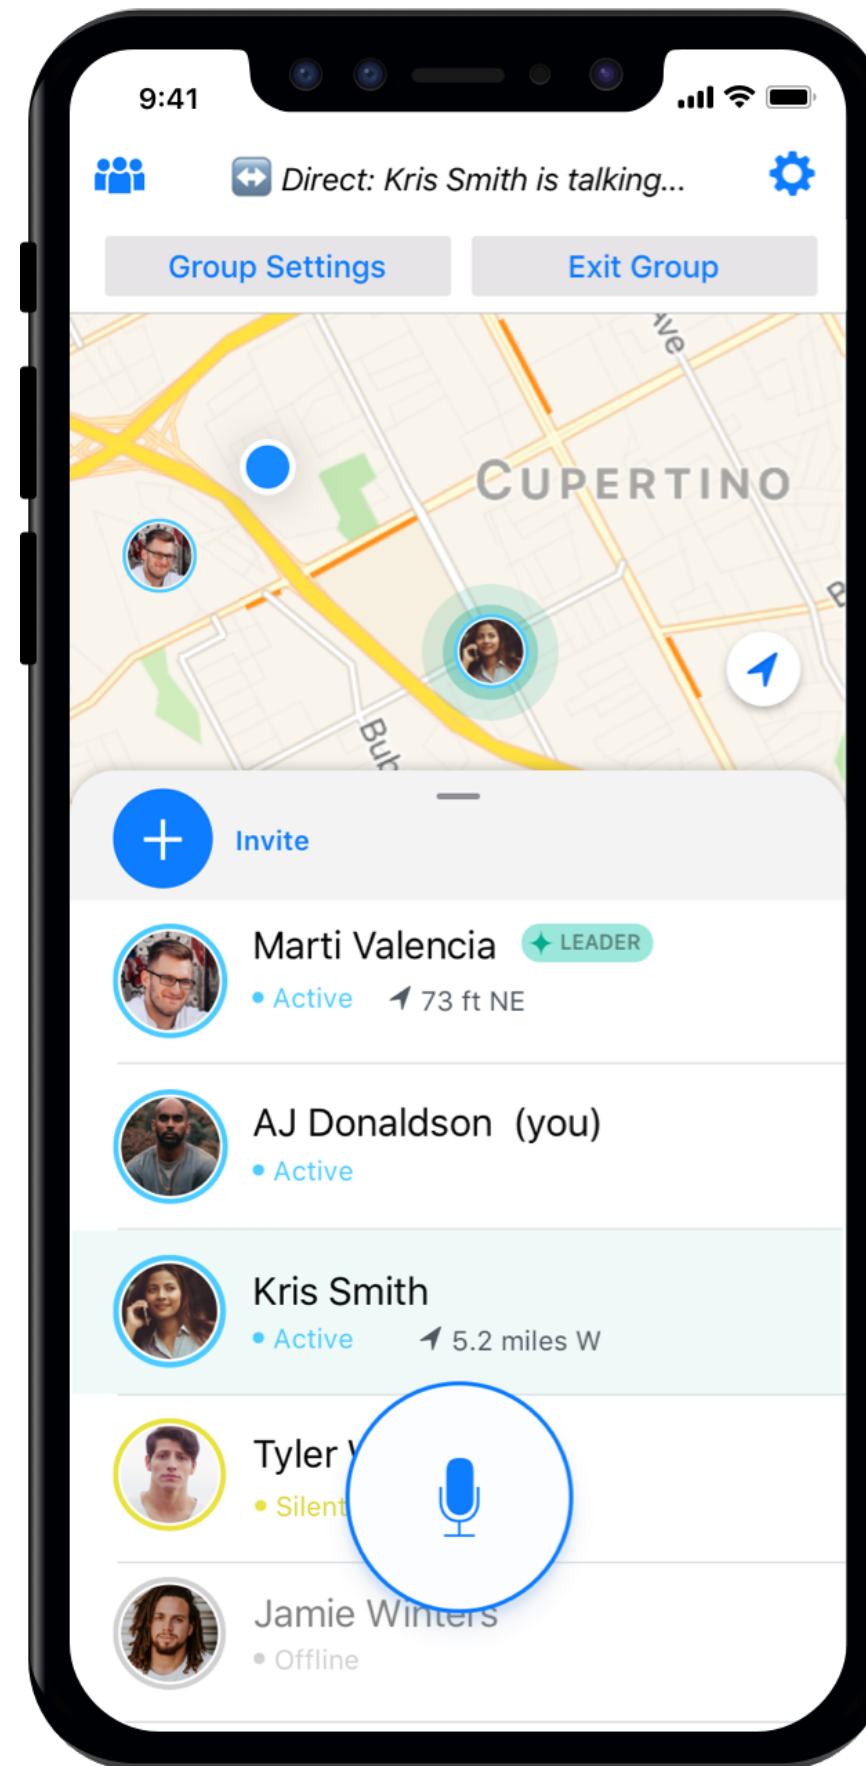 9:41
Direct: Kris Smith is talking...
Group Settings
Exit Group
Ave
CUPERTINO
Bub
Invite
Marti Valencia LEADER
Active 73 ft NE
AJ Donaldson (you)
Active
Kris Smith
Active 5.2 miles W
Tyler
Silent
Jamie Winters
Offline